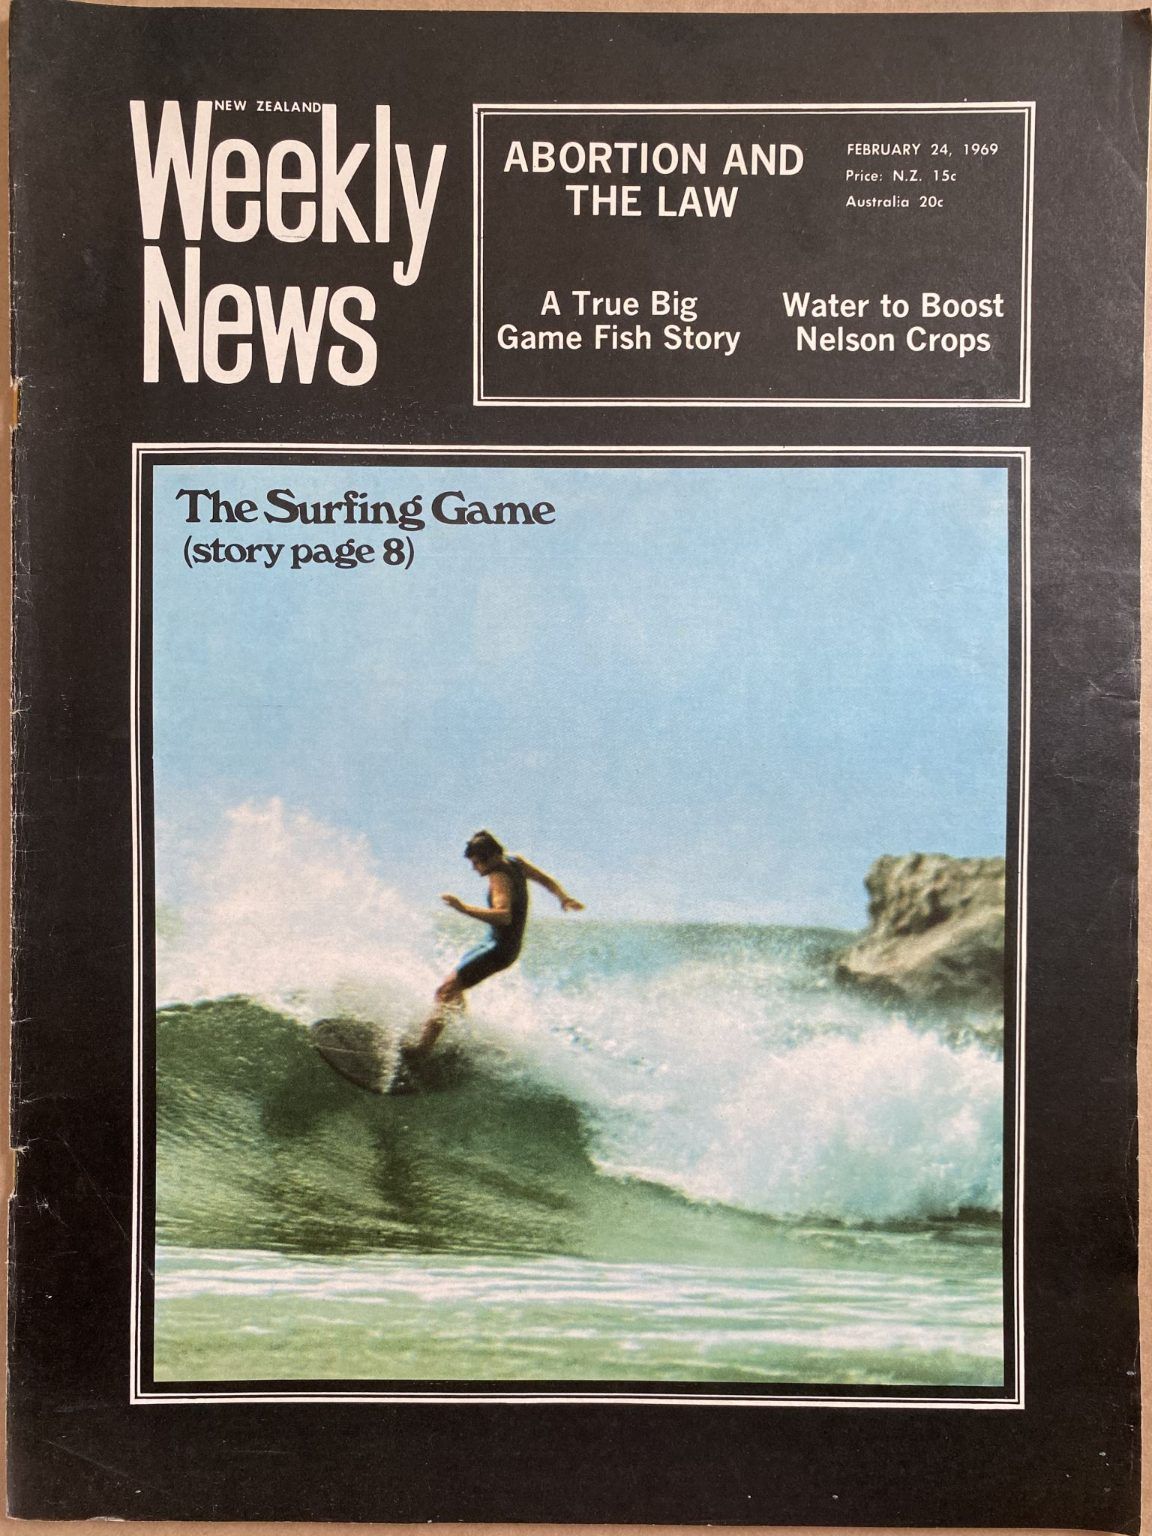 NEW ZEALAND
Weekly
News
ABORTION AND
THE LAW
FEBRUARY 24, 1969
Price: N.Z. 15c
Australia 20c
A True Big
Game Fish Story
Water to Boost
Nelson Crops
The Surfing Game
(story page 8)